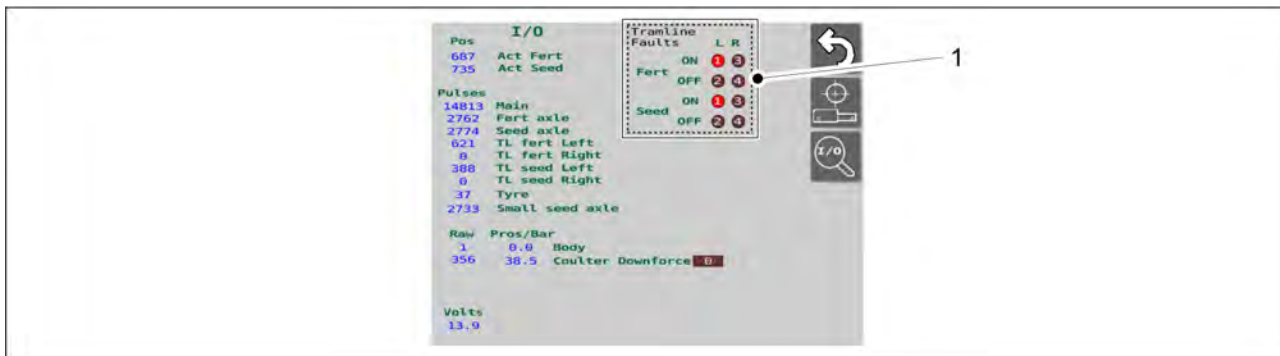 I/O
Pos
687 Act Fert
735 Act Seed
Pulses
14813 Main
2762 Fert axle
2774 Seed axle
621 TL fert Left
0 TL fert Right
388 TL seed Left
0 TL seed Right
37 Tyre
2733 Small seed axle
Raw Pros/Bar
1 0.0 Body
356 38.5 Coulter Downforce 0
Volts
13.9
Tramline
Faults L R
Fert
ON 1 3
OFF 2 4
Seed
ON 1 3
OFF 2 4
I/O
1